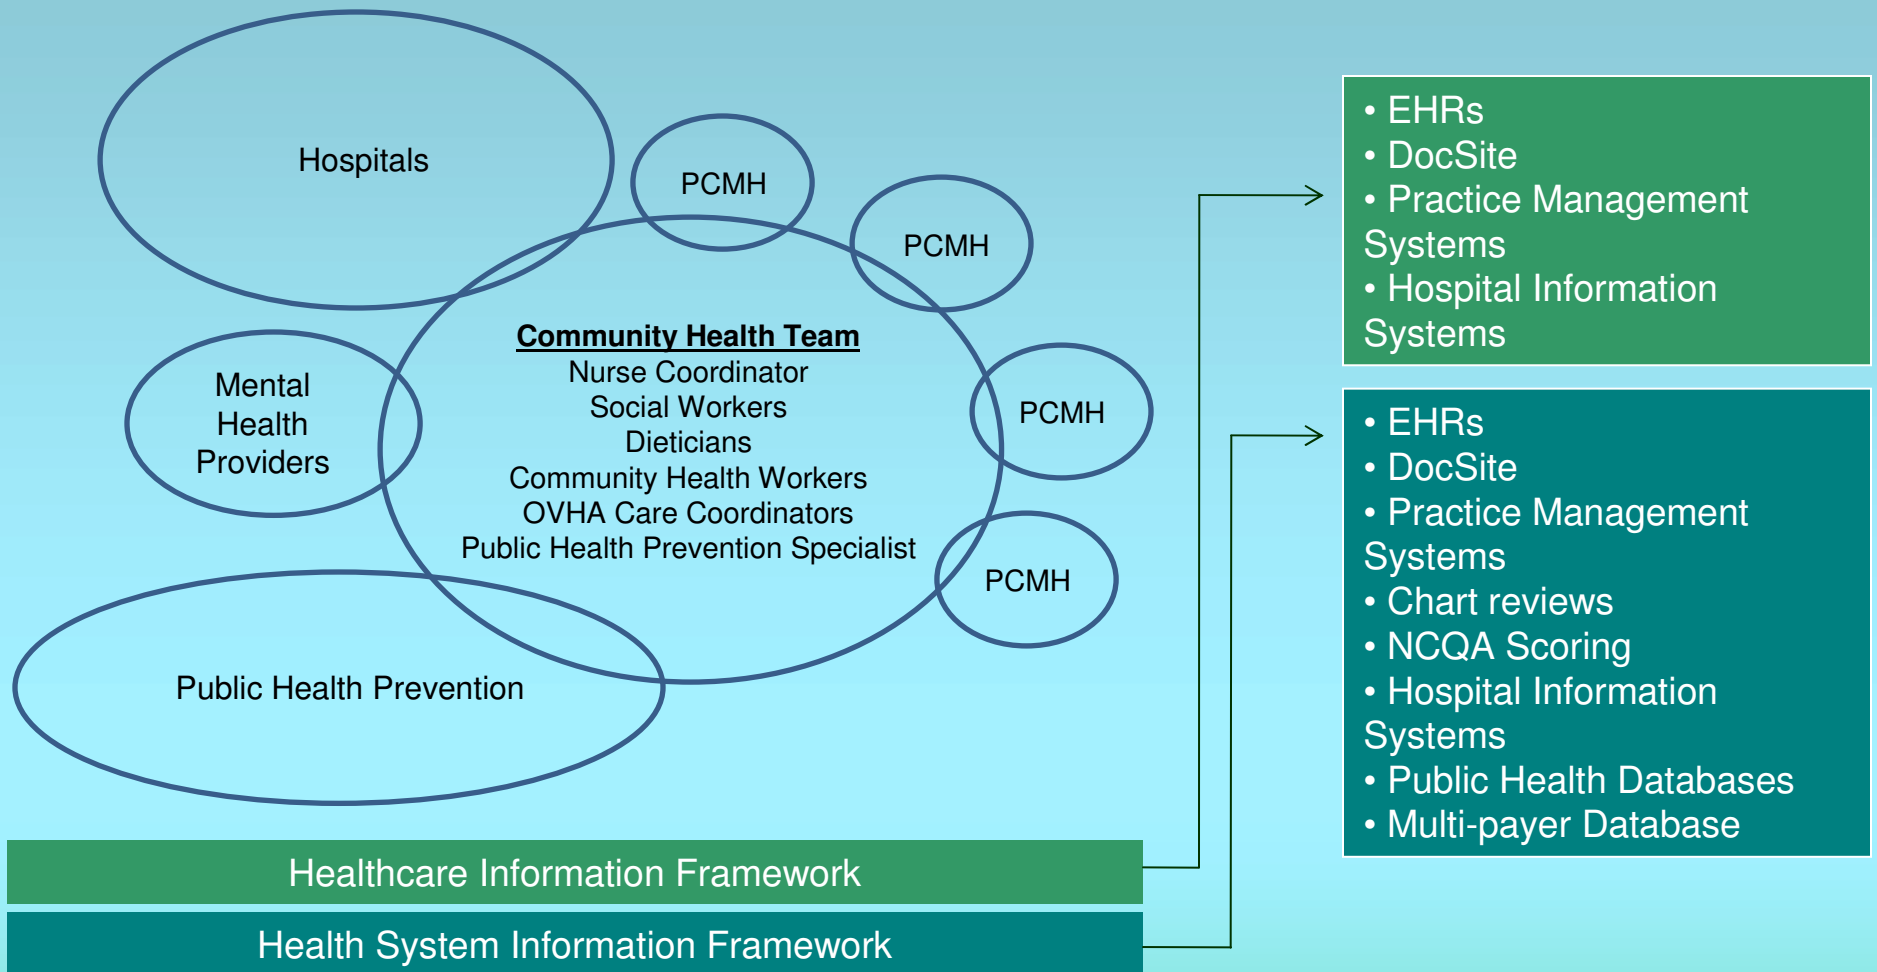 Hospitals
PCMH
PCMH
PCMH
PCMH
Mental
Health
Providers
Community Health Team
Nurse Coordinator
Social Workers
Dieticians
Community Health Workers
OVHA Care Coordinators
Public Health Prevention Specialist
Public Health Prevention
Healthcare Information Framework
Health System Information Framework
• EHRs
• DocSite
• Practice Management
Systems
• Hospital Information
Systems
• EHRs
• DocSite
• Practice Management
Systems
• Chart reviews
• NCQA Scoring
• Hospital Information
Systems
• Public Health Databases
• Multi-payer Database